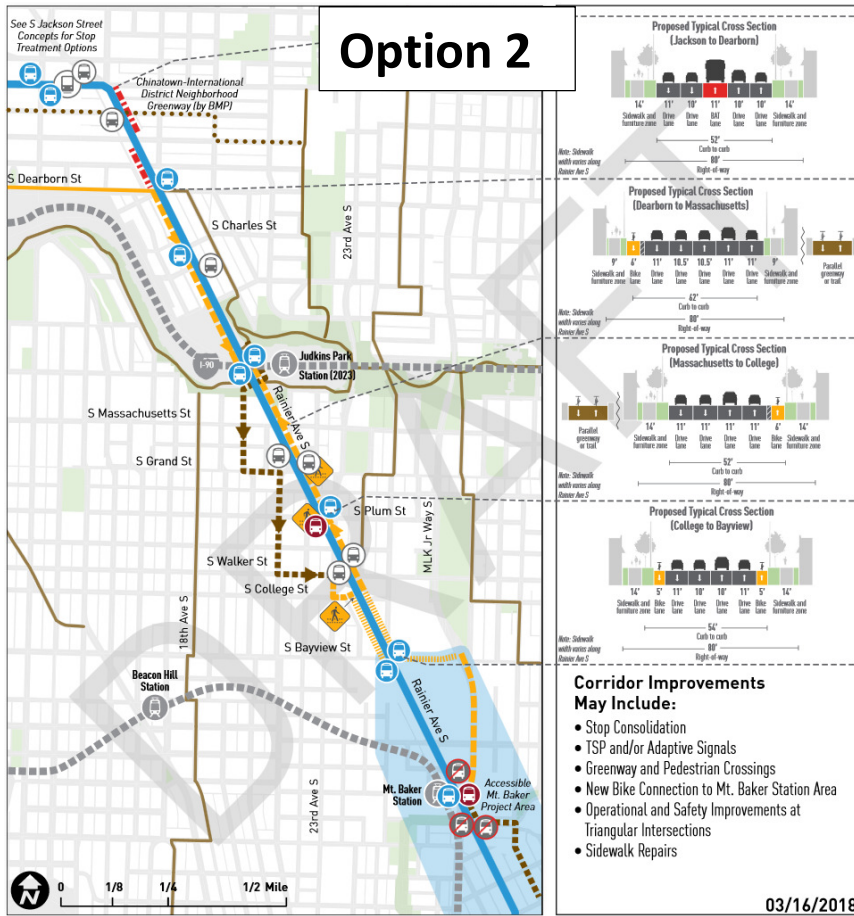 Option 2
See S Jackson Street
Concepts for Stop
Treatment Options
Chinatown-International
District Neighborhood
Greenway (by BMP)
S Dearborn St
S Charles St
23rd Ave S
I-90
Judkins Park
Station (2023)
S Massachusetts St
Rainier Ave S
S Grand St
S Plum St
MLK Jr Way S
S Walker St
S College St
18th Ave S
S Bayview St
Beacon Hill
Station
Rainier Ave S
23rd Ave S
Mt. Baker
Station
Accessible
Mt. Baker
Project Area
N
0 1/8 1/4 1/2 Mile
DRAFT
Proposed Typical Cross Section
(Jackson to Dearborn)
14' 11' 10' 11' 10' 10' 14'
Sidewalk and furniture zone Drive lane Drive lane BAT lane Drive lane Drive lane Sidewalk and furniture zone
52'
Curb to curb
80'
Right-of-way
Note: Sidewalk
width varies along
Rainier Ave S
Proposed Typical Cross Section
(Dearborn to Massachusetts)
9' 6' 11' 10.5' 10.5' 11' 11' 9'
Sidewalk and furniture zone Bike lane Drive lane Drive lane Drive lane Drive lane Drive lane Sidewalk and furniture zone
Parallel
greenway
or trail
62'
Curb to curb
80'
Right-of-way
Note: Sidewalk
width varies along
Rainier Ave S
Proposed Typical Cross Section
(Massachusetts to College)
Parallel
greenway
or trail
14' 11' 11' 11' 11' 6' 14'
Sidewalk and furniture zone Drive lane Drive lane Drive lane Drive lane Bike lane Sidewalk and furniture zone
52'
Curb to curb
80'
Right-of-way
Note: Sidewalk
width varies along
Rainier Ave S
Proposed Typical Cross Section
(College to Bayview)
14' 5' 11' 10' 10' 11' 5' 14'
Sidewalk and furniture zone Bike lane Drive lane Drive lane Drive lane Drive lane Bike lane Sidewalk and furniture zone
54'
Curb to curb
80'
Right-of-way
Note: Sidewalk
width varies along
Rainier Ave S
Corridor Improvements
May Include:
• Stop Consolidation
• TSP and/or Adaptive Signals
• Greenway and Pedestrian Crossings
• New Bike Connection to Mt. Baker Station Area
• Operational and Safety Improvements at
Triangular Intersections
• Sidewalk Repairs
03/16/2018